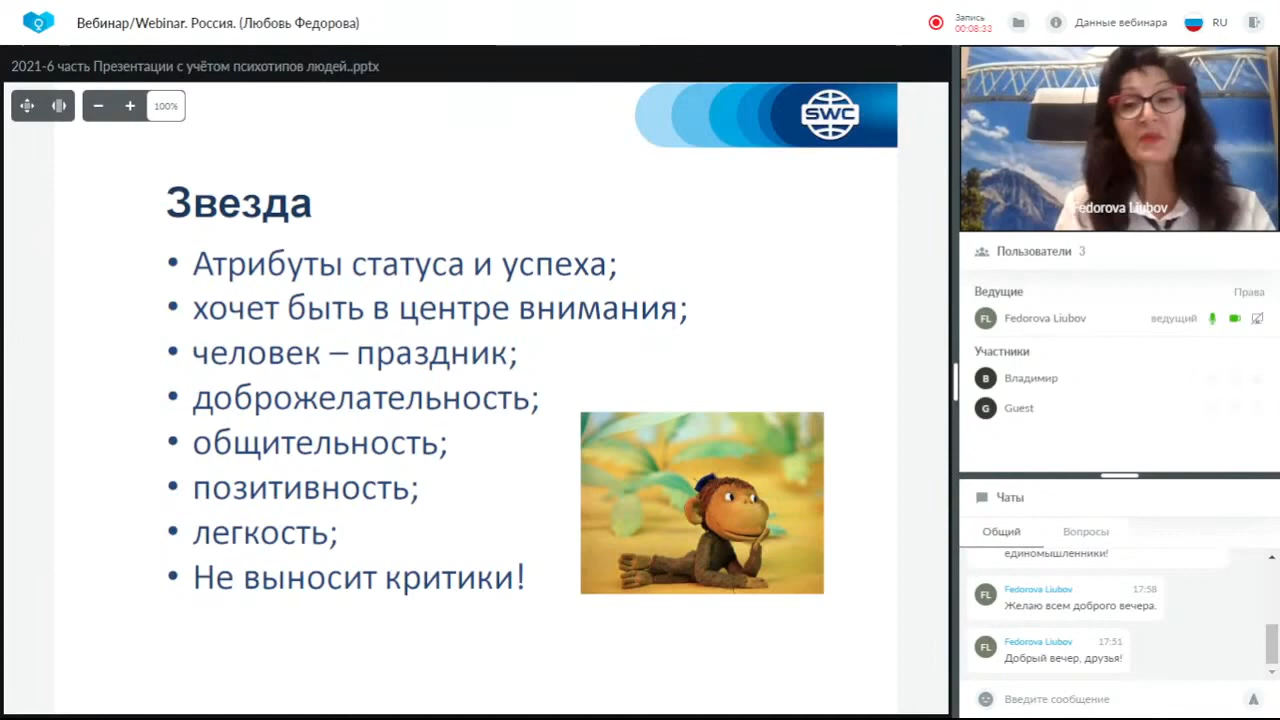 Вебинар/Webinar. Россия. (Любовь Федорова)
Запись
00:08:33
Данные вебинара
RU
2021-6 часть Презентации с учётом психотипов людей..pptx
100%
SWC
Звезда
• Атрибуты статуса и успеха;
• хочет быть в центре внимания;
• человек – праздник;
• доброжелательность;
• общительность;
• позитивность;
• легкость;
• Не выносит критики!
Fedorova Liubov
Пользователи 3
Ведущие Права
FL Fedorova Liubov ведущий
Участники
В Владимир
G Guest
Чаты
Общий Вопросы
единомышленники!
FL Fedorova Liubov 17:58
Желаю всем доброго вечера.
FL Fedorova Liubov 17:51
Добрый вечер, друзья!
Введите сообщение